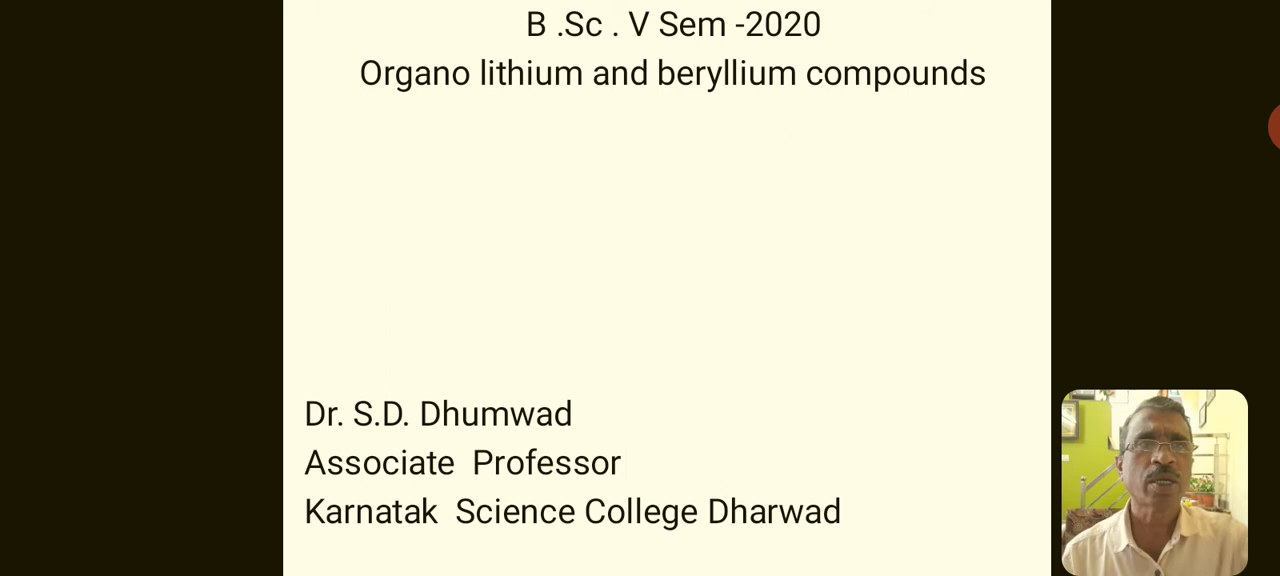 B .Sc . V Sem -2020
Organo lithium and beryllium compounds
Dr. S.D. Dhumwad
Associate  Professor
Karnatak  Science College Dharwad